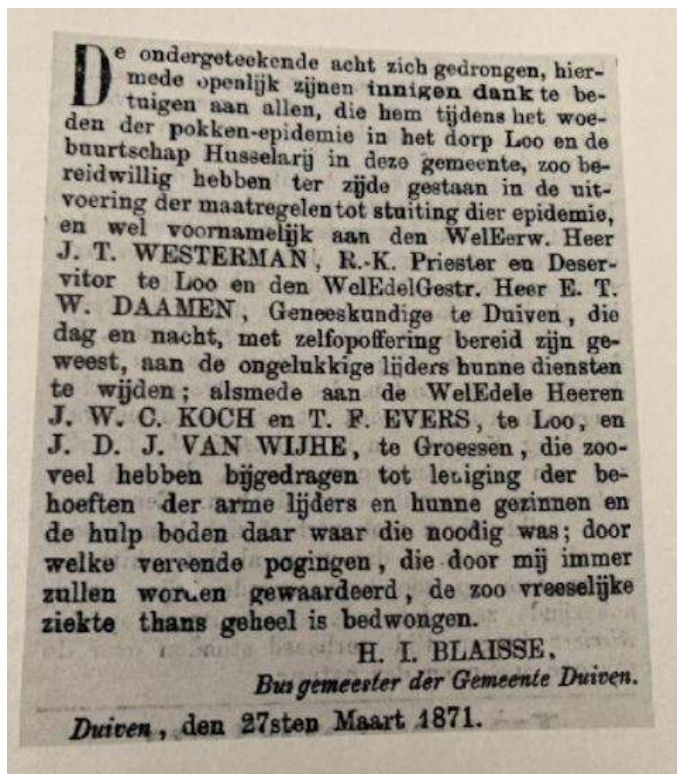 De ondergeteekende acht zich gedrongen, hier-
mede openlijk zijnen innigen dank te be-
tuigen aan allen, die hem tijdens het woe-
den der pokken-epidemie in het dorp Loo en de
buurtschap Husselarij in deze gemeente, zoo be-
reidwillig hebben ter zijde gestaan in de uit-
voering der maatregelen tot stuiting dier epidemie,
en wel voornamelijk aan den WelEerw. Heer
J. T. WESTERMAN, R.-K. Priester en Deser-
vitor te Loo en den WelEdelGestr. Heer E. T.
W. DAAMEN, Geneeskundige te Duiven, die
dag en nacht, met zelfopoffering bereid zijn ge-
weest, aan de ongelukkige lijders hunne diensten
te wijden; alsmede aan de WelEdele Heeren
J. W. C. KOCH en T. F. EVERS, te Loo, en
J. D. J. VAN WIJHE, te Groessen, die zoo-
veel hebben bijgedragen tot leniging der be-
hoeften der arme lijders en hunne gezinnen en
de hulp boden daar waar die noodig was; door
welke vereende pogingen, die door mij immer
zullen worden gewaardeerd, de zoo vreeselijke
ziekte thans geheel is bedwongen.
H. I. BLAISSE.
Burgemeester der Gemeente Duiven.
Duiven, den 27sten Maart 1871.